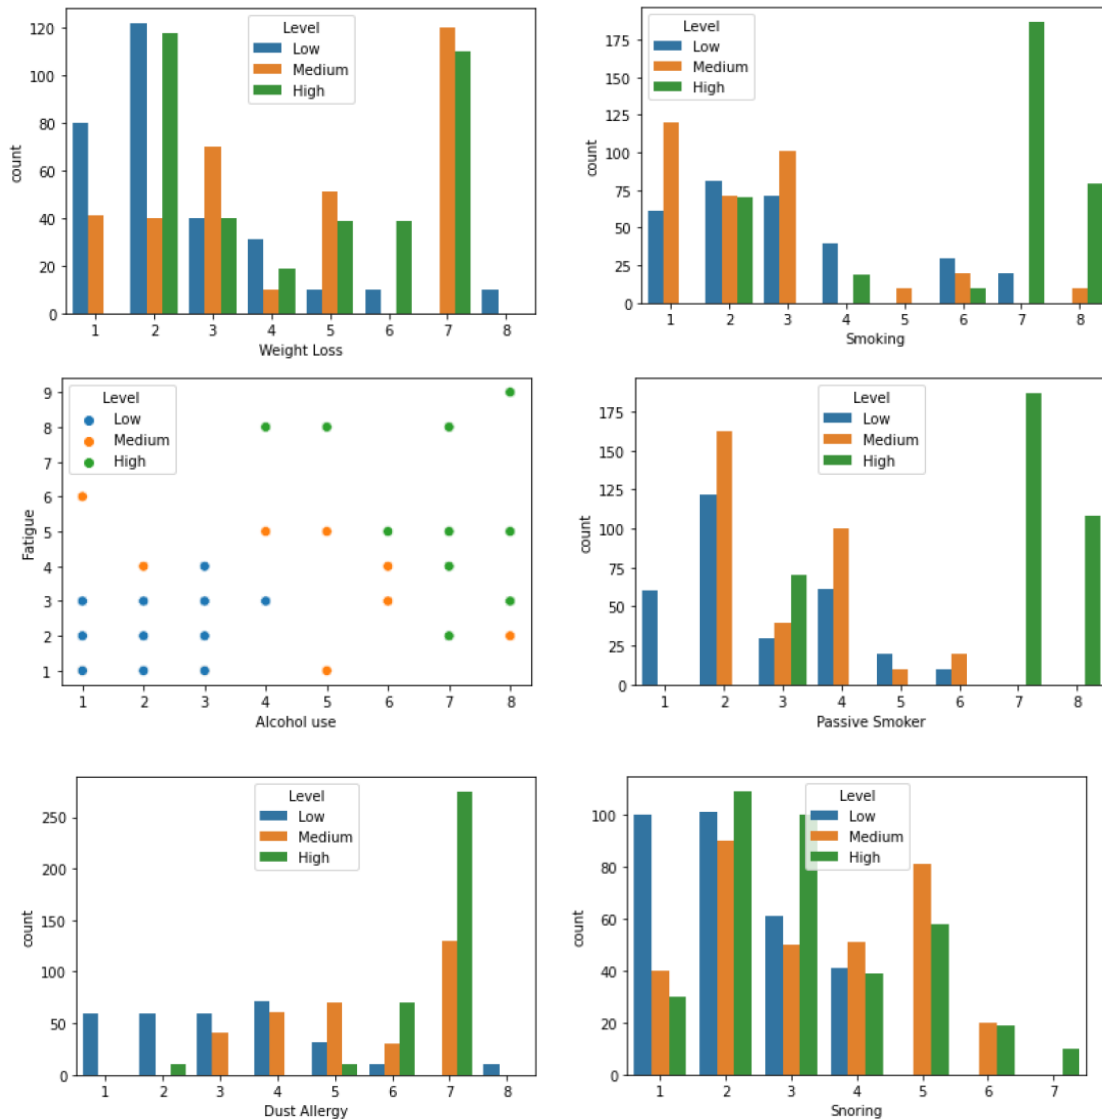 Level
Low
Medium
High
120
100
80
60
40
20
0
count
1 2 3 4 5 6 7 8
Weight Loss
Level
Low
Medium
High
175
150
125
100
75
50
25
0
count
1 2 3 4 5 6 7 8
Smoking
Level
Low
Medium
High
9
8
7
6
5
4
3
2
1
Fatigue
1 2 3 4 5 6 7 8
Alcohol use
Level
Low
Medium
High
175
150
125
100
75
50
25
0
count
1 2 3 4 5 6 7 8
Passive Smoker
Level
Low
Medium
High
250
200
150
100
50
0
count
1 2 3 4 5 6 7 8
Dust Allergy
Level
Low
Medium
High
100
80
60
40
20
0
count
1 2 3 4 5 6 7
Snoring